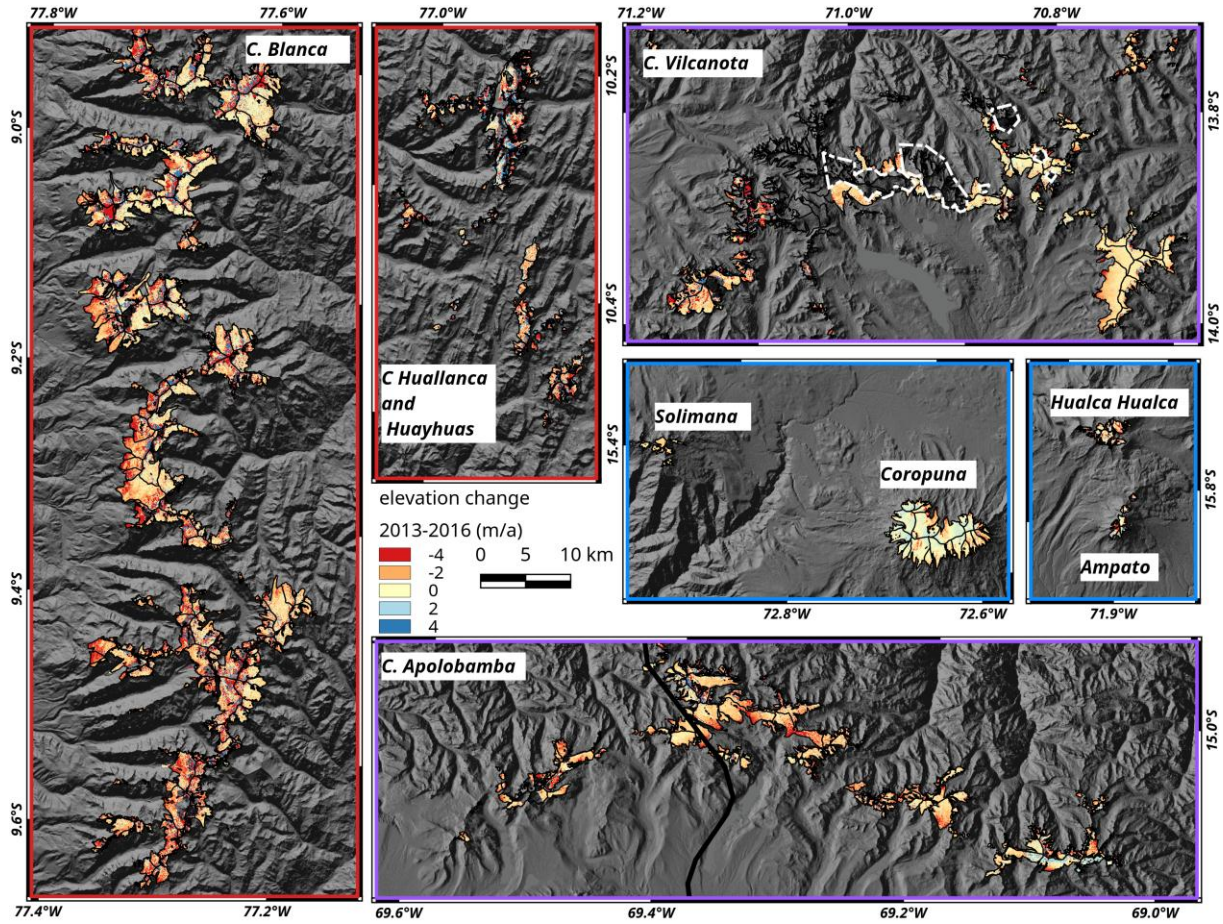 77.8°W 77.6°W
77.0°W
71.2°W 71.0°W 70.8°W
C. Blanca
C. Vilcanota
9.0°S
9.2°S
9.4°S
9.6°S
10.2°S
10.4°S
13.8°S
14.0°S
C Huallanca
and
Huayhuas
Solimana
Coropuna
Hualca Hualca
Ampato
15.4°S
15.8°S
72.8°W 72.6°W
71.9°W
elevation change
2013-2016 (m/a)
-4
-2
0
2
4
0 5 10 km
C. Apolobamba
15.0°S
77.4°W 77.2°W
69.6°W 69.4°W 69.2°W 69.0°W